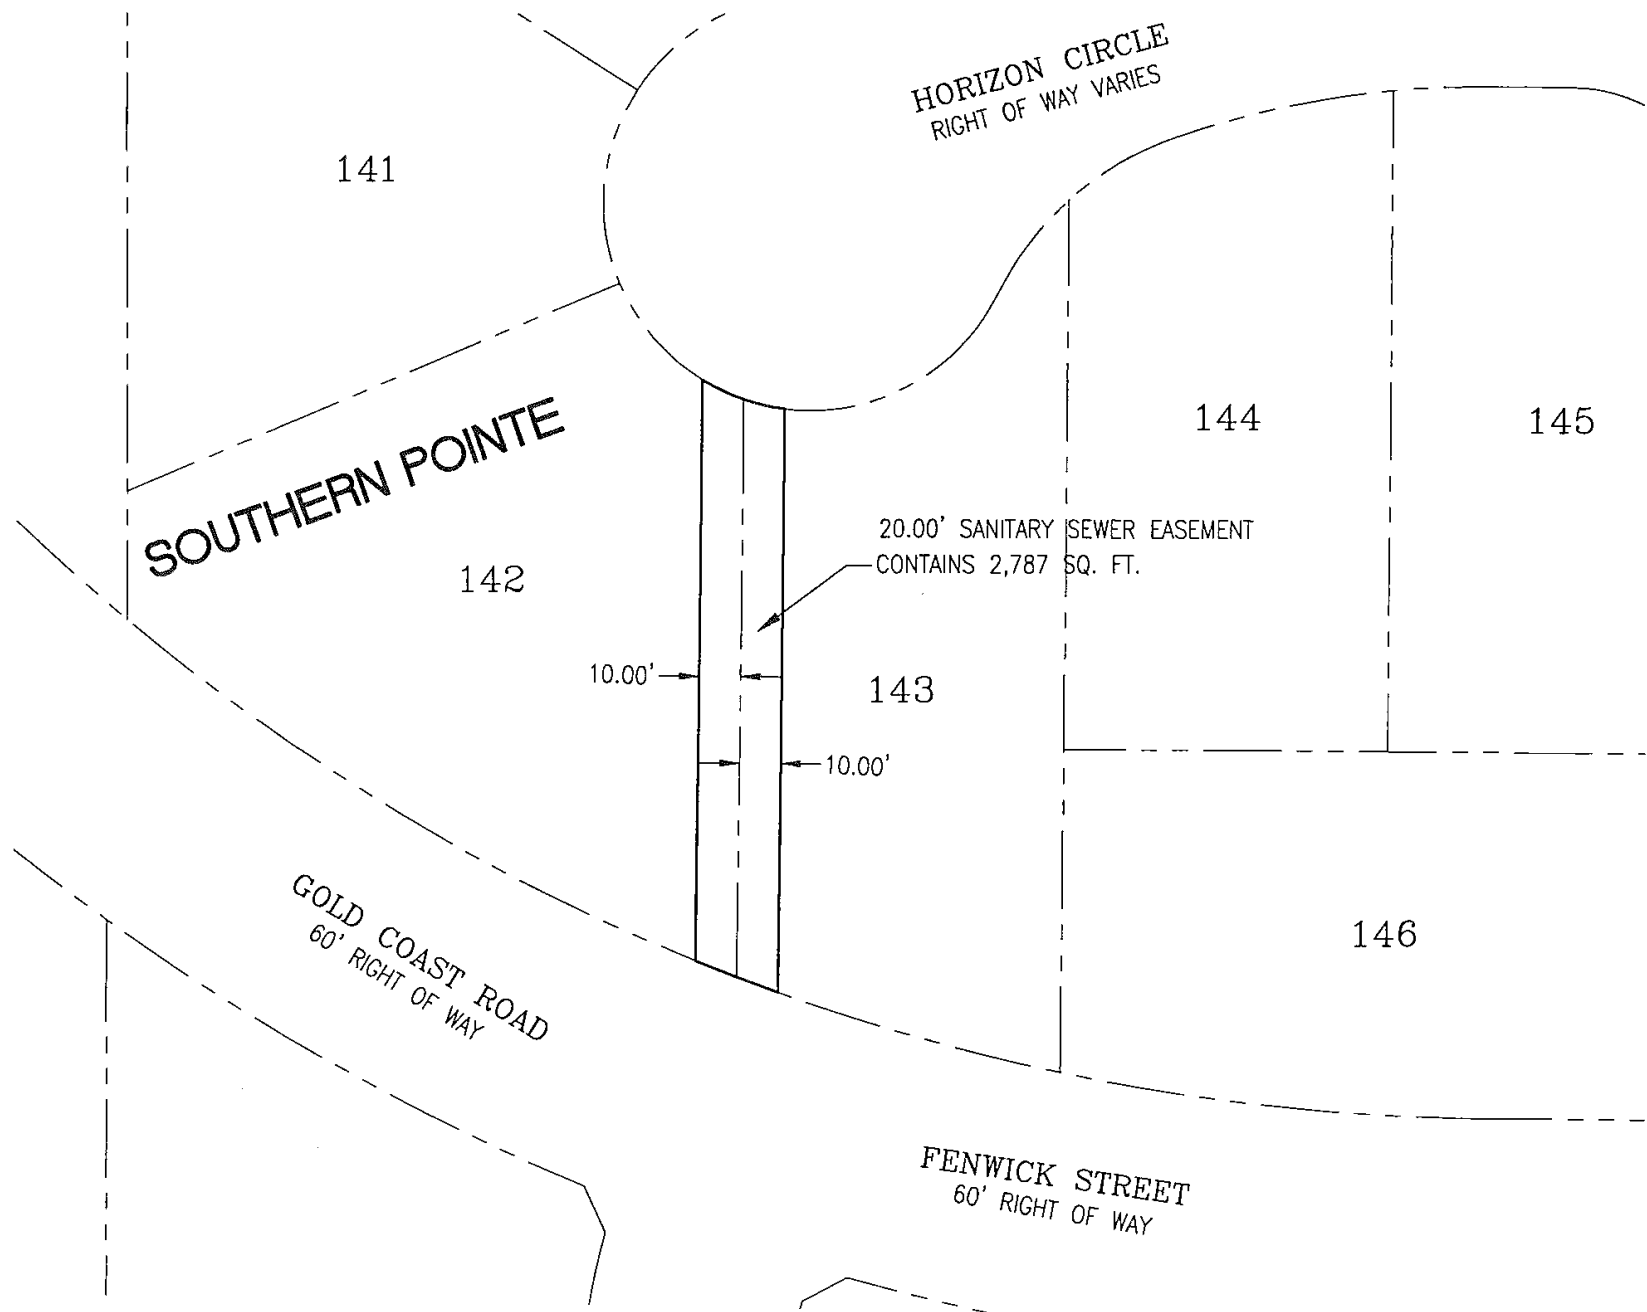 HORIZON CIRCLE
RIGHT OF WAY VARIES
141
SOUTHERN POINTE
144
145
20.00' SANITARY SEWER EASEMENT
CONTAINS 2,787 SQ. FT.
142
10.00'
143
10.00'
146
GOLD COAST ROAD
60' RIGHT OF WAY
FENWICK STREET
60' RIGHT OF WAY